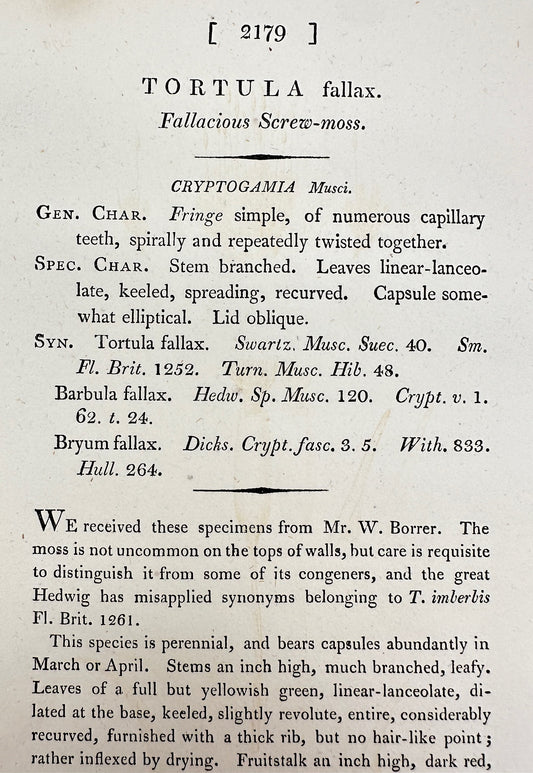 [ 2179 ]
TORTULA fallax.
Fallacious Screw-moss.
CRYPTOGAMIA Musci.
GEN. CHAR. Fringe simple, of numerous capillary
teeth, spirally and repeatedly twisted together.
SPEC. CHAR. Stem branched. Leaves linear-lanceo-
late, keeled, spreading, recurved. Capsule some-
what elliptical. Lid oblique.
SYN. Tortula fallax. Swartz. Musc. Suec. 40. Sm.
Fl. Brit. 1252. Turn. Musc. Hib. 48.
Barbula fallax. Hedw. Sp. Musc. 120. Crypt. v. 1.
62. t. 24.
Bryum fallax. Dicks. Crypt. fasc. 3. 5. With. 833.
Hull. 264.
WE received these specimens from Mr. W. Borrer. The
moss is not uncommon on the tops of walls, but care is requisite
to distinguish it from some of its congeners, and the great
Hedwig has misapplied synonyms belonging to T. imberbis
Fl. Brit. 1261.
This species is perennial, and bears capsules abundantly in
March or April. Stems an inch high, much branched, leafy.
Leaves of a full but yellowish green, linear-lanceolate, di-
lated at the base, keeled, slightly revolute, entire, considerably
recurved, furnished with a thick rib, but no hair-like point;
rather inflexed by drying. Fruitstalk an inch high, dark red,